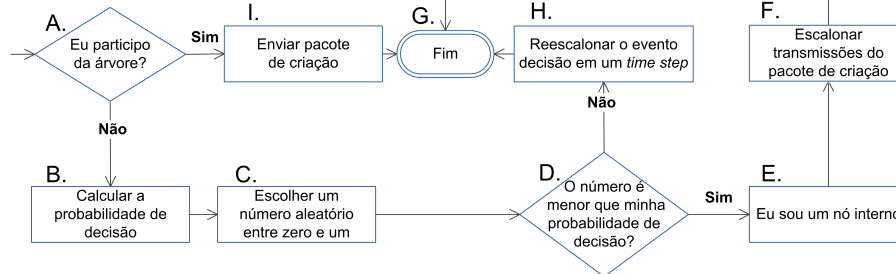 A.
Eu participo
da árvore?
Sim
I.
Enviar pacote
de criação
G.
Fim
H.
Reescalonar o evento
decisão em um time step
F.
Escalonar
transmissões do
pacote de criação
Não
Não
B.
Calcular a
probabilidade de
decisão
C.
Escolher um
número aleatório
entre zero e um
D.
O número é
menor que minha
probabilidade de
decisão?
Sim
E.
Eu sou um nó interno